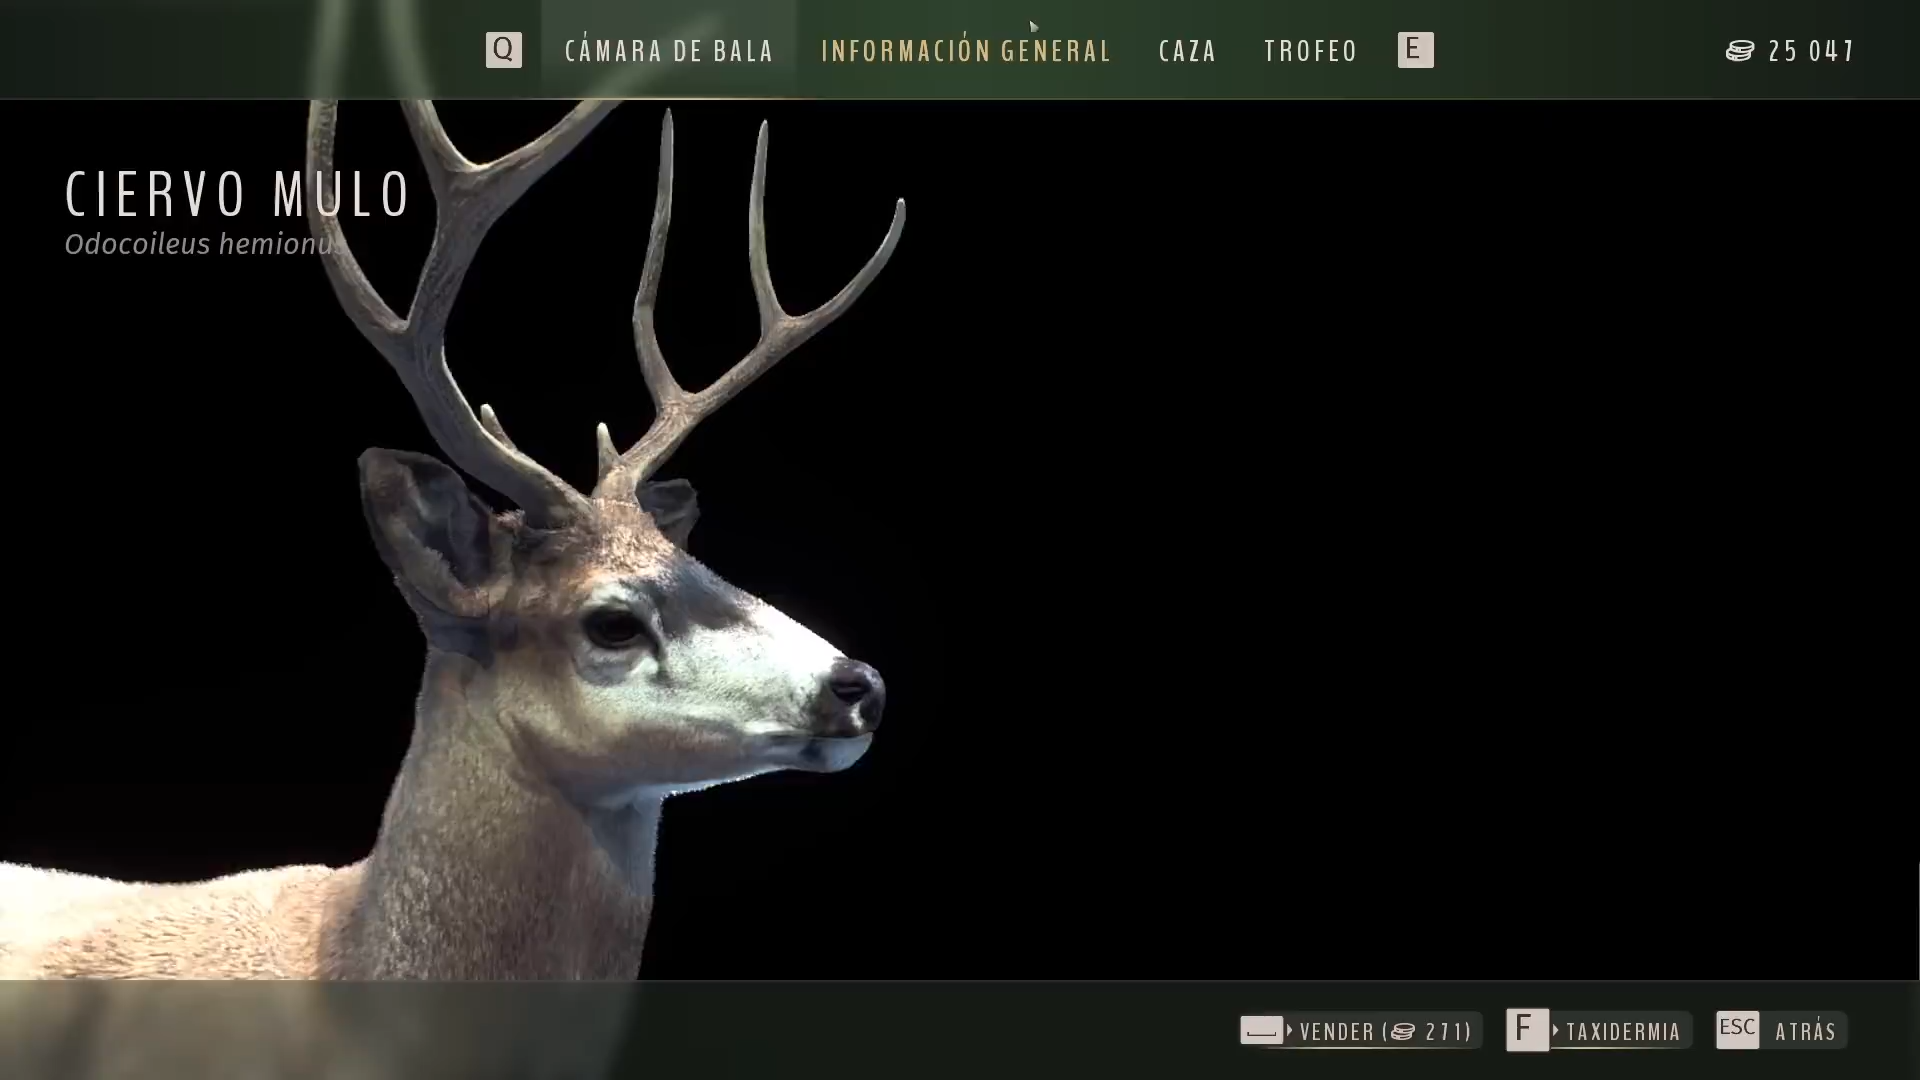 Q CÁMARA DE BALA INFORMACIÓN GENERAL CAZA TROFEO E 25 047
CIERVO MULO
Odocoileus hemionus
VENDER ( 271) F TAXIDERMIA ESC ATRÁS